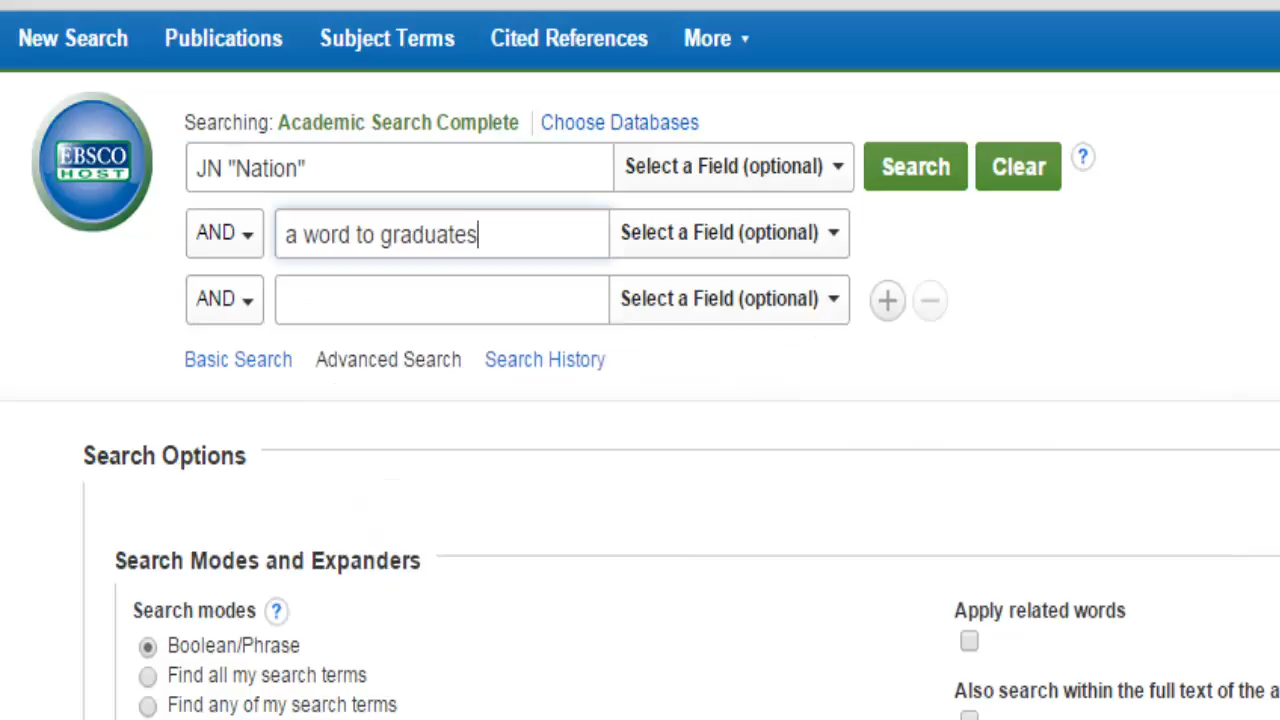 New Search Publications Subject Terms Cited References More
Searching: Academic Search Complete Choose Databases
EBSCO
HOST
JN "Nation" Select a Field (optional) Search Clear ?
AND a word to graduates Select a Field (optional)
AND Select a Field (optional)
Basic Search Advanced Search Search History
Search Options
Search Modes and Expanders
Search modes ?
Boolean/Phrase
Find all my search terms
Find any of my search terms
Apply related words
Also search within the full text of the a